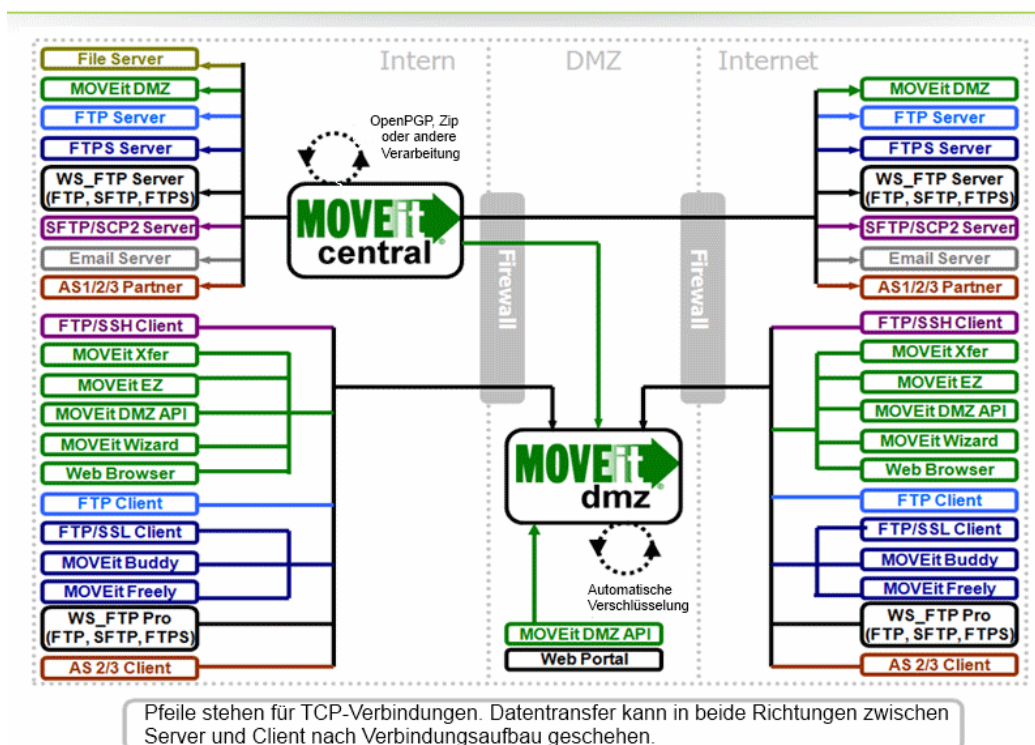 Intern
DMZ
Internet
File Server
MOVEit DMZ
FTP Server
FTPS Server
WS_FTP Server
(FTP, SFTP, FTPS)
SFTP/SCP2 Server
Email Server
AS1/2/3 Partner
FTP/SSH Client
MOVEit Xfer
MOVEit EZ
MOVEit DMZ API
MOVEit Wizard
Web Browser
FTP Client
FTP/SSL Client
MOVEit Buddy
MOVEit Freely
WS_FTP Pro
(FTP, SFTP, FTPS)
AS 2/3 Client
OpenPGP, Zip
oder andere
Verarbeitung
MOVEit
central
Firewall
Firewall
MOVEit
dmz
Automatische
Verschlüsselung
MOVEit DMZ API
Web Portal
MOVEit DMZ
FTP Server
FTPS Server
WS_FTP Server
(FTP, SFTP, FTPS)
SFTP/SCP2 Server
Email Server
AS1/2/3 Partner
FTP/SSH Client
MOVEit Xfer
MOVEit EZ
MOVEit DMZ API
MOVEit Wizard
Web Browser
FTP Client
FTP/SSL Client
MOVEit Buddy
MOVEit Freely
WS_FTP Pro
(FTP, SFTP, FTPS)
AS 2/3 Client
Pfeile stehen für TCP-Verbindungen. Datentransfer kann in beide Richtungen zwischen
Server und Client nach Verbindungsaufbau geschehen.